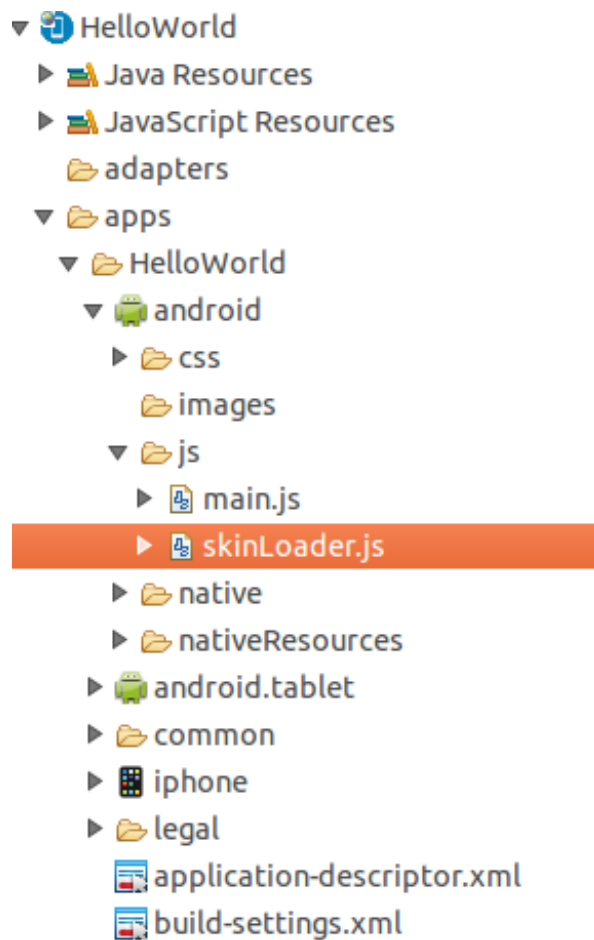 HelloWorld
Java Resources
JavaScript Resources
adapters
apps
HelloWorld
android
css
images
js
main.js
skinLoader.js
native
nativeResources
android.tablet
common
iphone
legal
application-descriptor.xml
build-settings.xml